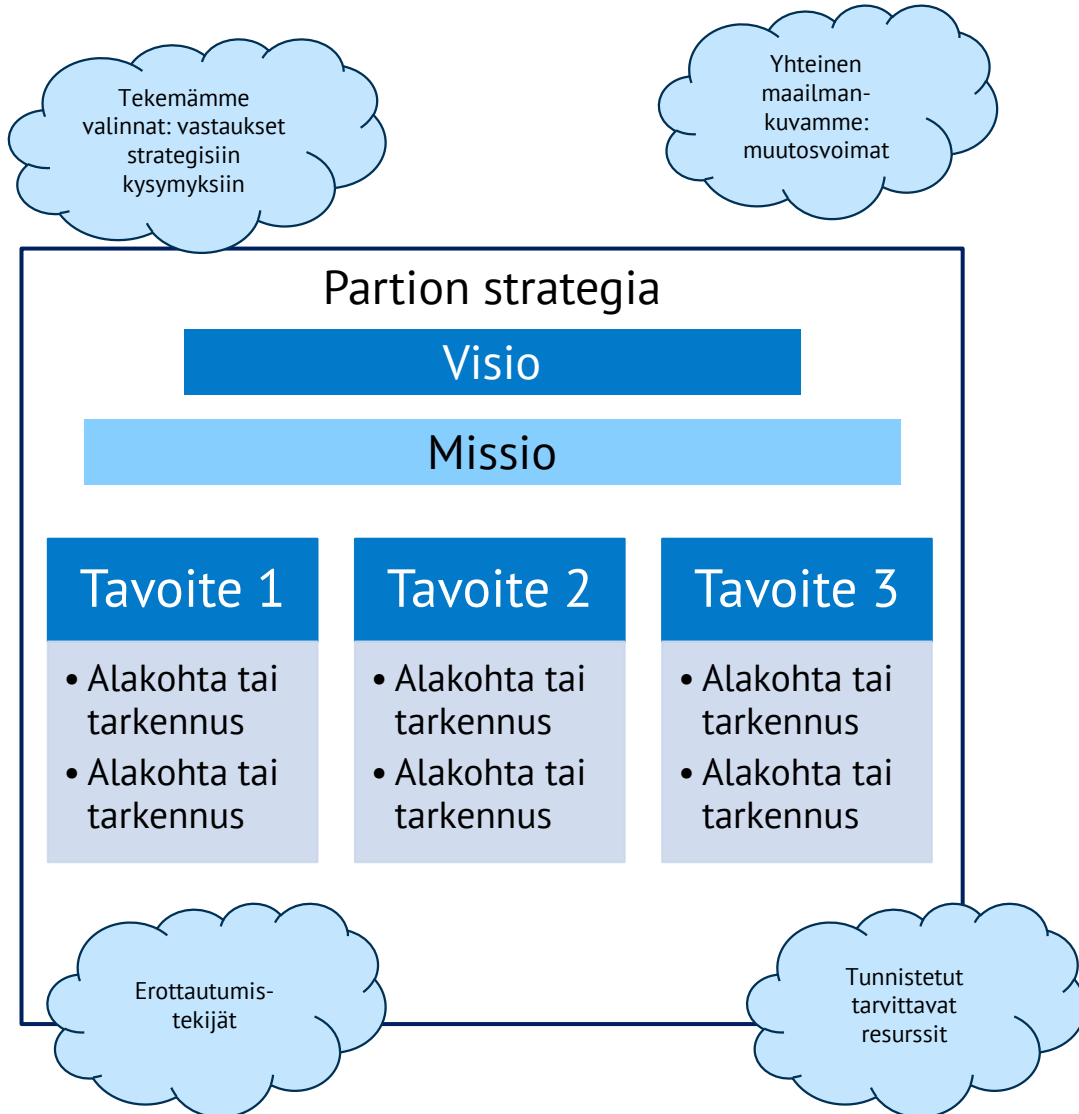 Tekemämme
valinnat: vastaukset
strategisiin
kysymyksiin
Yhteinen
maailman-
kuvamme:
muutosvoimat
Partion strategia
Visio
Missio
Tavoite 1
• Alakohta tai
tarkennus
• Alakohta tai
tarkennus
Tavoite 2
• Alakohta tai
tarkennus
• Alakohta tai
tarkennus
Tavoite 3
• Alakohta tai
tarkennus
• Alakohta tai
tarkennus
Erottautumis-
tekijät
Tunnistetut
tarvittavat
resurssit